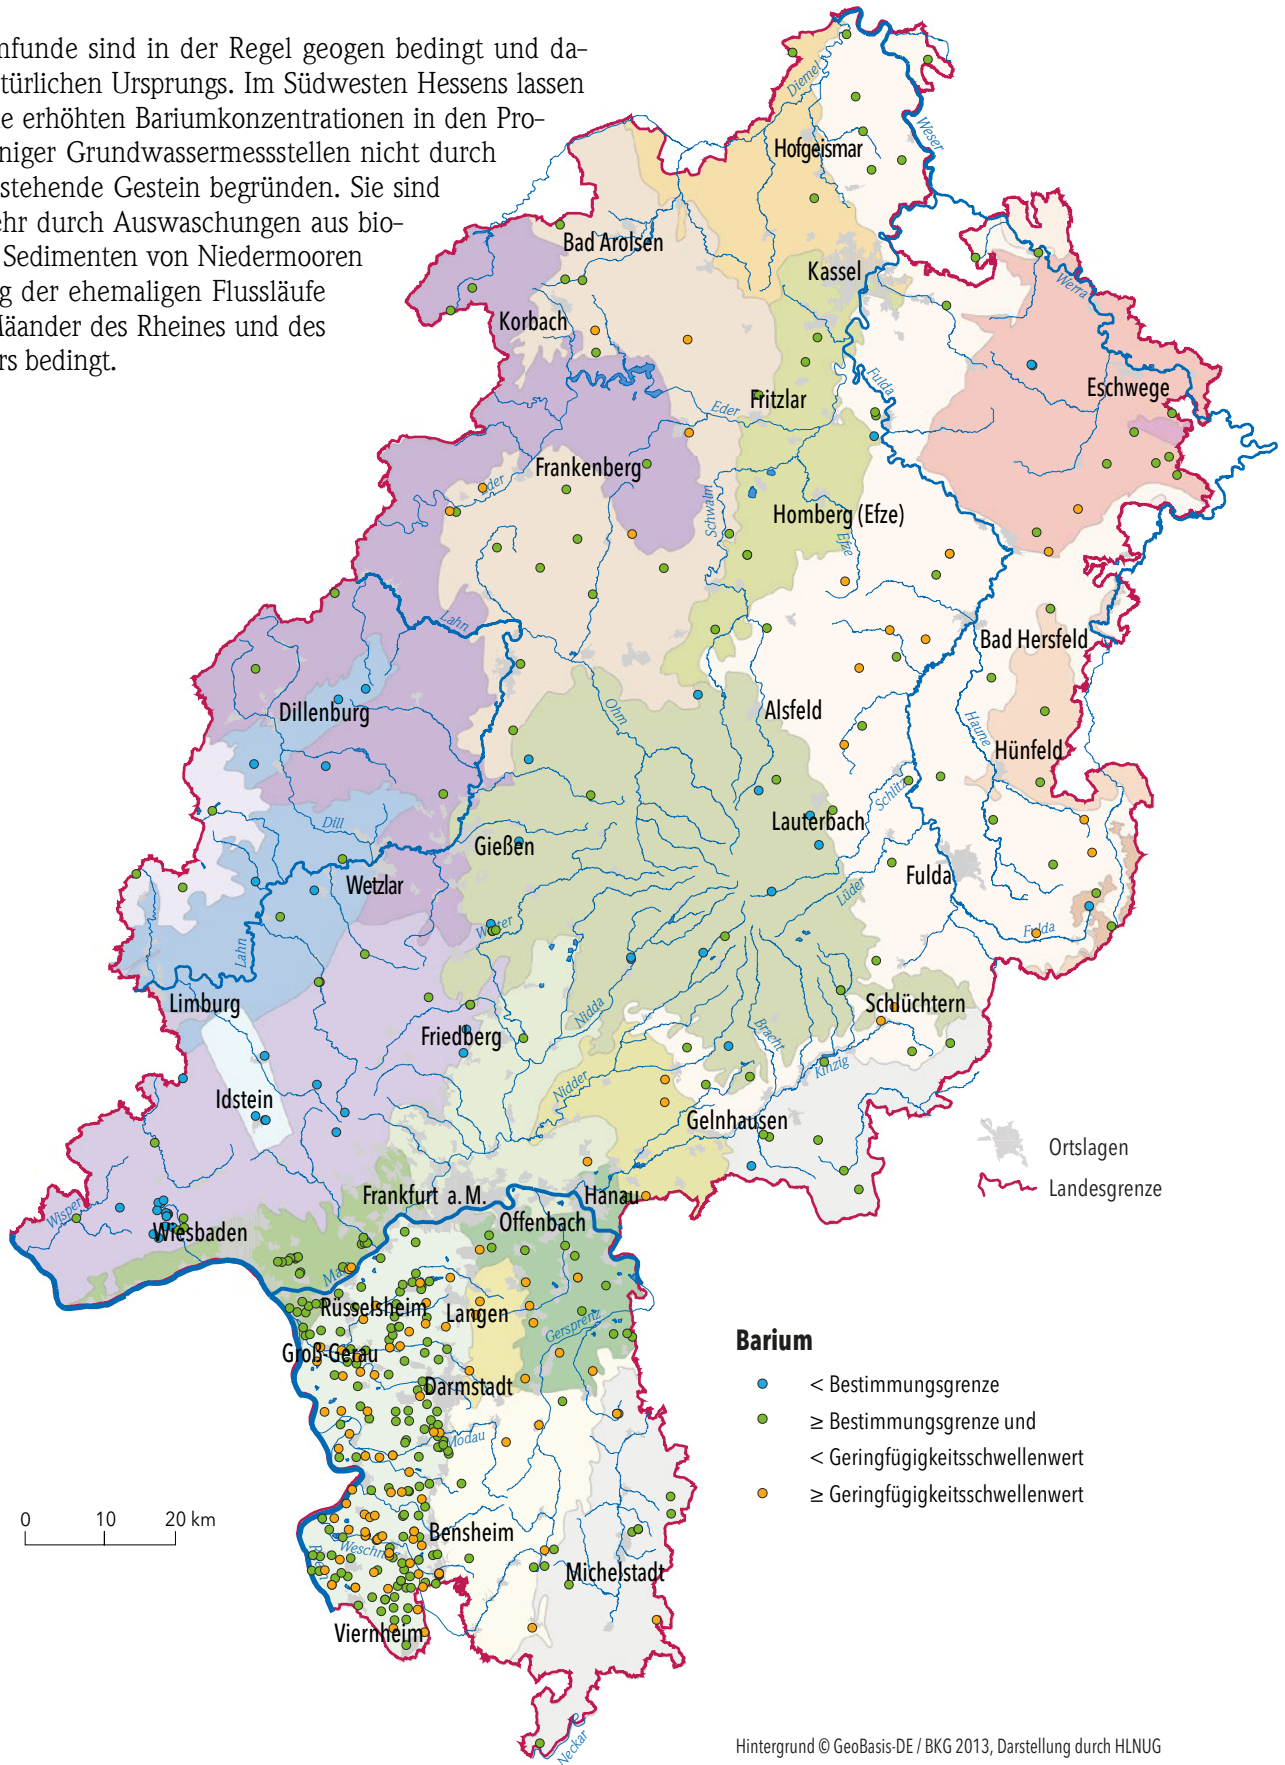 nfunde sind in der Regel geogen bedingt und da-
türlichen Ursprungs. Im Südwesten Hessens lassen
e erhöhten Bariumkonzentrationen in den Pro-
niger Grundwassermessstellen nicht durch
stehende Gestein begründen. Sie sind
ehr durch Auswaschungen aus bio-
Sedimenten von Niedermooren
g der ehemaligen Flussläufe
Mäander des Rheines und des
rs bedingt.
Diemel
Hofgeismar
Weser
Bad Arolsen
Kassel
Werra
Korbach
Eschwege
Fulda
Fritzlar
Eder
Frankenberg
Eder
Schwalm
Homberg (Efze)
Efze
Lahn
Bad Hersfeld
Dillenburg
Ohm
Alsfeld
Haune
Hünfeld
Schlitz
Dill
Lauterbach
Gießen
Wetzlar
Fulda
Lüder
Wetter
Fulda
Lahn
Limburg
Schlüchtern
Nidda
Friedberg
Bracht
Kinzig
Nidder
Idstein
Gelnhausen
Ortslagen
Landesgrenze
Frankfurt a.M.
Hanau
Wisper
Offenbach
Wiesbaden
Main
Rüsselsheim
Langen
Gersprenz
Groß-Gerau
Darmstadt
Modau
Barium
< Bestimmungsgrenze
≥ Bestimmungsgrenze und
< Geringfügigkeitsschwellenwert
≥ Geringfügigkeitsschwellenwert
0 10 20 km
Bensheim
Weschnitz
Rhein
Michelstadt
Viernheim
Neckar
Hintergrund © GeoBasis-DE / BKG 2013, Darstellung durch HLNUG